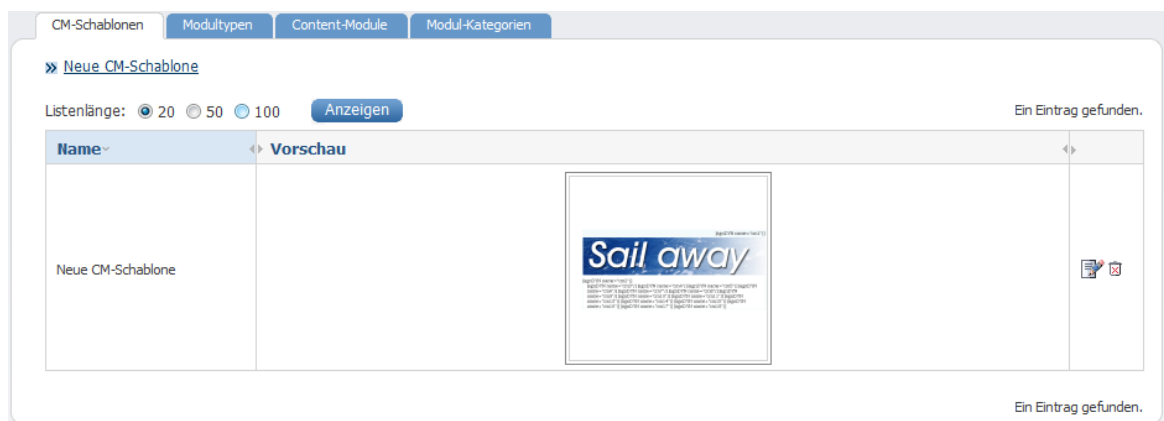 CM-Schablonen Modultypen Content-Module Modul-Kategorien
Neue CM-Schablone
Listenlänge: 20 50 100 Anzeigen Ein Eintrag gefunden.
Name Vorschau
Neue CM-Schablone
Sail away
Ein Eintrag gefunden.